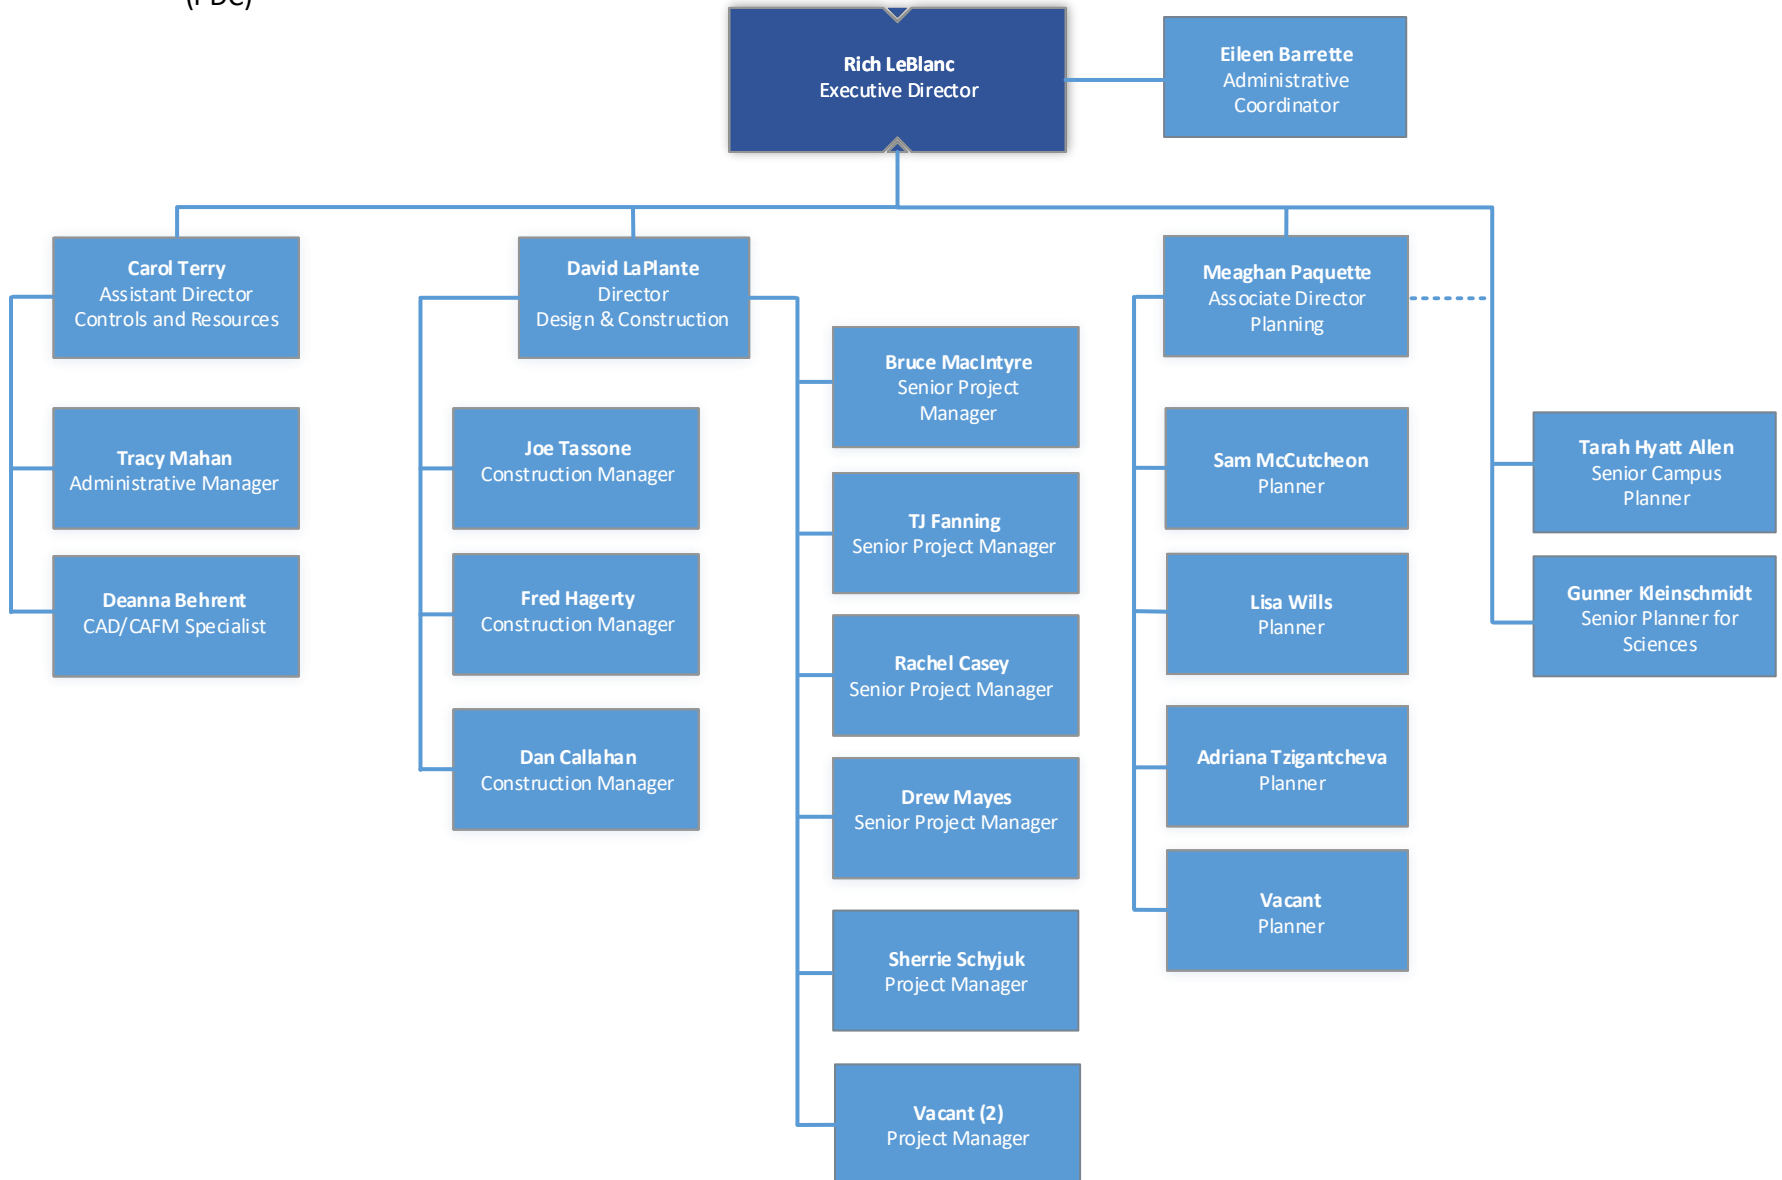 (PDC)
Rich LeBlanc
Executive Director
Eileen Barrette
Administrative
Coordinator
Carol Terry
Assistant Director
Controls and Resources
Tracy Mahan
Administrative Manager
Deanna Behrent
CAD/CAFM Specialist
David LaPlante
Director
Design & Construction
Joe Tassone
Construction Manager
Fred Hagerty
Construction Manager
Dan Callahan
Construction Manager
Bruce MacIntyre
Senior Project
Manager
TJ Fanning
Senior Project Manager
Rachel Casey
Senior Project Manager
Drew Mayes
Senior Project Manager
Sherrie Schyjuk
Project Manager
Vacant (2)
Project Manager
Meaghan Paquette
Associate Director
Planning
Sam McCutcheon
Planner
Lisa Wills
Planner
Adriana Tzigantcheva
Planner
Vacant
Planner
Tarah Hyatt Allen
Senior Campus
Planner
Gunner Kleinschmidt
Senior Planner for
Sciences